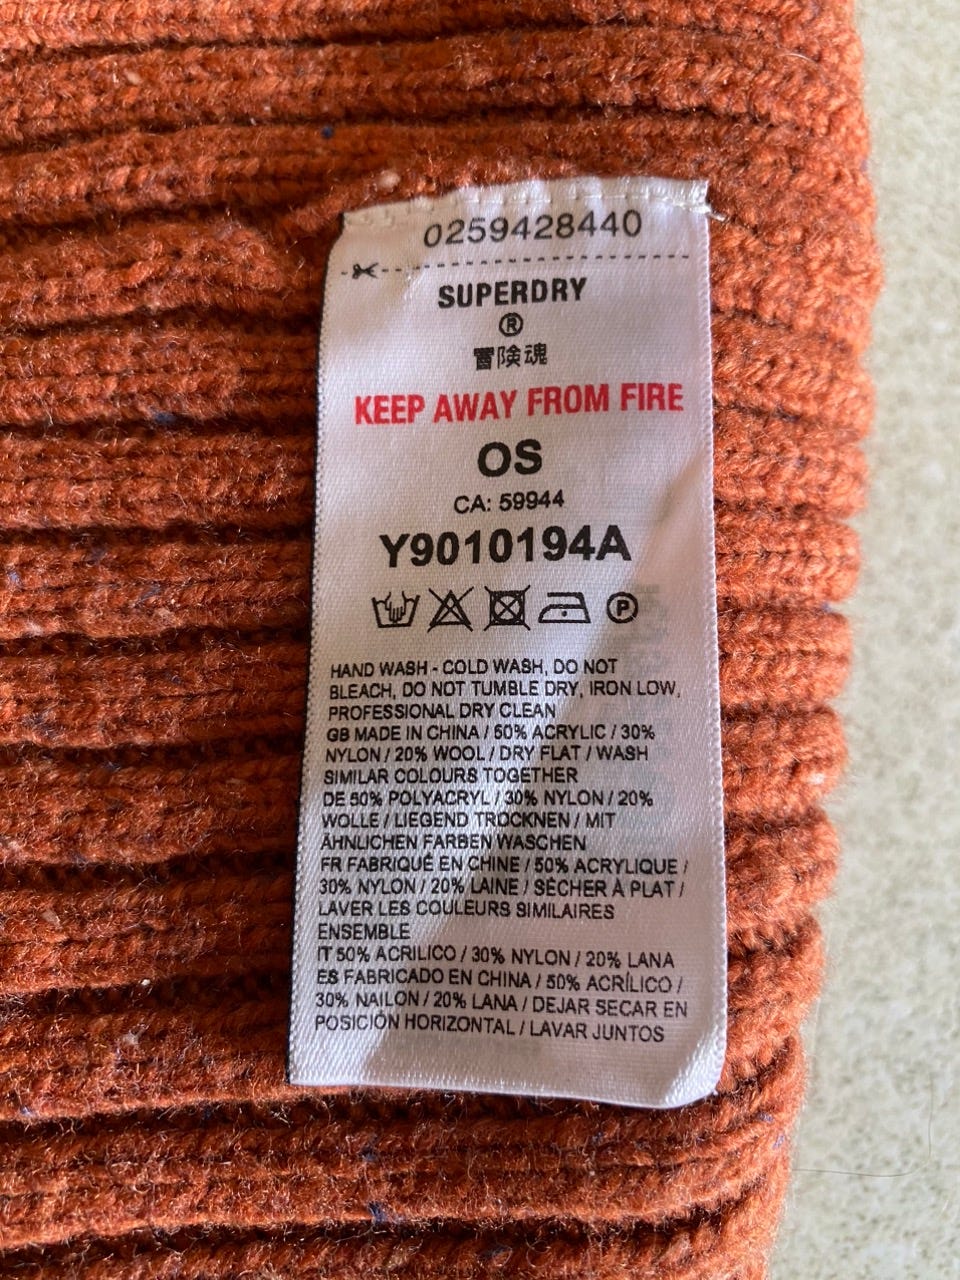 0259428440
SUPERDRY
®
冒険魂
KEEP AWAY FROM FIRE
OS
CA: 59944
Y9010194A
P
HAND WASH - COLD WASH, DO NOT
BLEACH, DO NOT TUMBLE DRY, IRON LOW,
PROFESSIONAL DRY CLEAN
GB MADE IN CHINA / 50% ACRYLIC / 30%
NYLON / 20% WOOL / DRY FLAT / WASH
SIMILAR COLOURS TOGETHER
DE 50% POLYACRYL / 30% NYLON / 20%
WOLLE / LIEGEND TROCKNEN / MIT
ÄHNLICHEN FARBEN WASCHEN
FR FABRIQUÉ EN CHINE / 50% ACRYLIQUE /
30% NYLON / 20% LAINE / SÉCHER À PLAT /
LAVER LES COULEURS SIMILAIRES
ENSEMBLE
IT 50% ACRILICO / 30% NYLON / 20% LANA
ES FABRICADO EN CHINA / 50% ACRÍLICO /
30% NAILON / 20% LANA / DEJAR SECAR EN
POSICIÓN HORIZONTAL / LAVAR JUNTOS